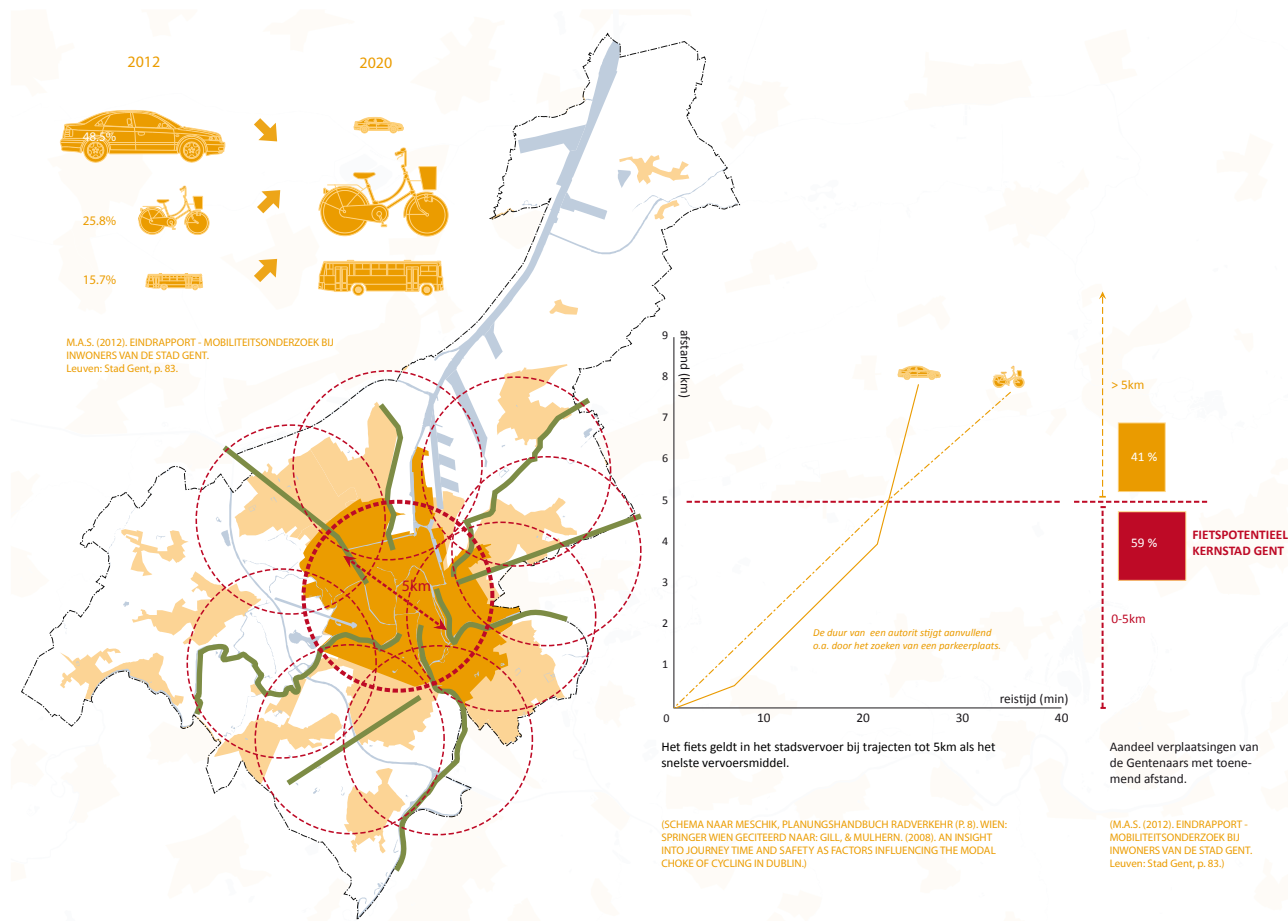 2012
2020
48.5%
25.8%
15.7%
M.A.S. (2012). EINDRAPPORT - MOBILITEITSONDERZOEK BIJ
INWONERS VAN DE STAD GENT.
Leuven: Stad Gent, p. 83.
5km
afstand (km)
9
8
7
6
5
4
3
2
1
0
10
20
30
40
reistijd (min)
De duur van een autorit stijgt aanvullend
o.a. door het zoeken van een parkeerplaats.
Het fiets geldt in het stadsvervoer bij trajecten tot 5km als het
snelste vervoersmiddel.
(SCHEMA NAAR MESCHIK, PLANUNGSHANDBUCH RADVERKEHR (P. 8). WIEN:
SPRINGER WIEN GECITEERD NAAR: GILL, & MULHERN. (2008). AN INSIGHT
INTO JOURNEY TIME AND SAFETY AS FACTORS INFLUENCING THE MODAL
CHOKE OF CYCLING IN DUBLIN.)
> 5km
41 %
59 %
FIETSPOTENTIEEL
KERNSTAD GENT
0-5km
Aandeel verplaatsingen van
de Gentenaars met toene-
mend afstand.
(M.A.S. (2012). EINDRAPPORT -
MOBILITEITSONDERZOEK BIJ
INWONERS VAN DE STAD GENT.
Leuven: Stad Gent, p. 83.)